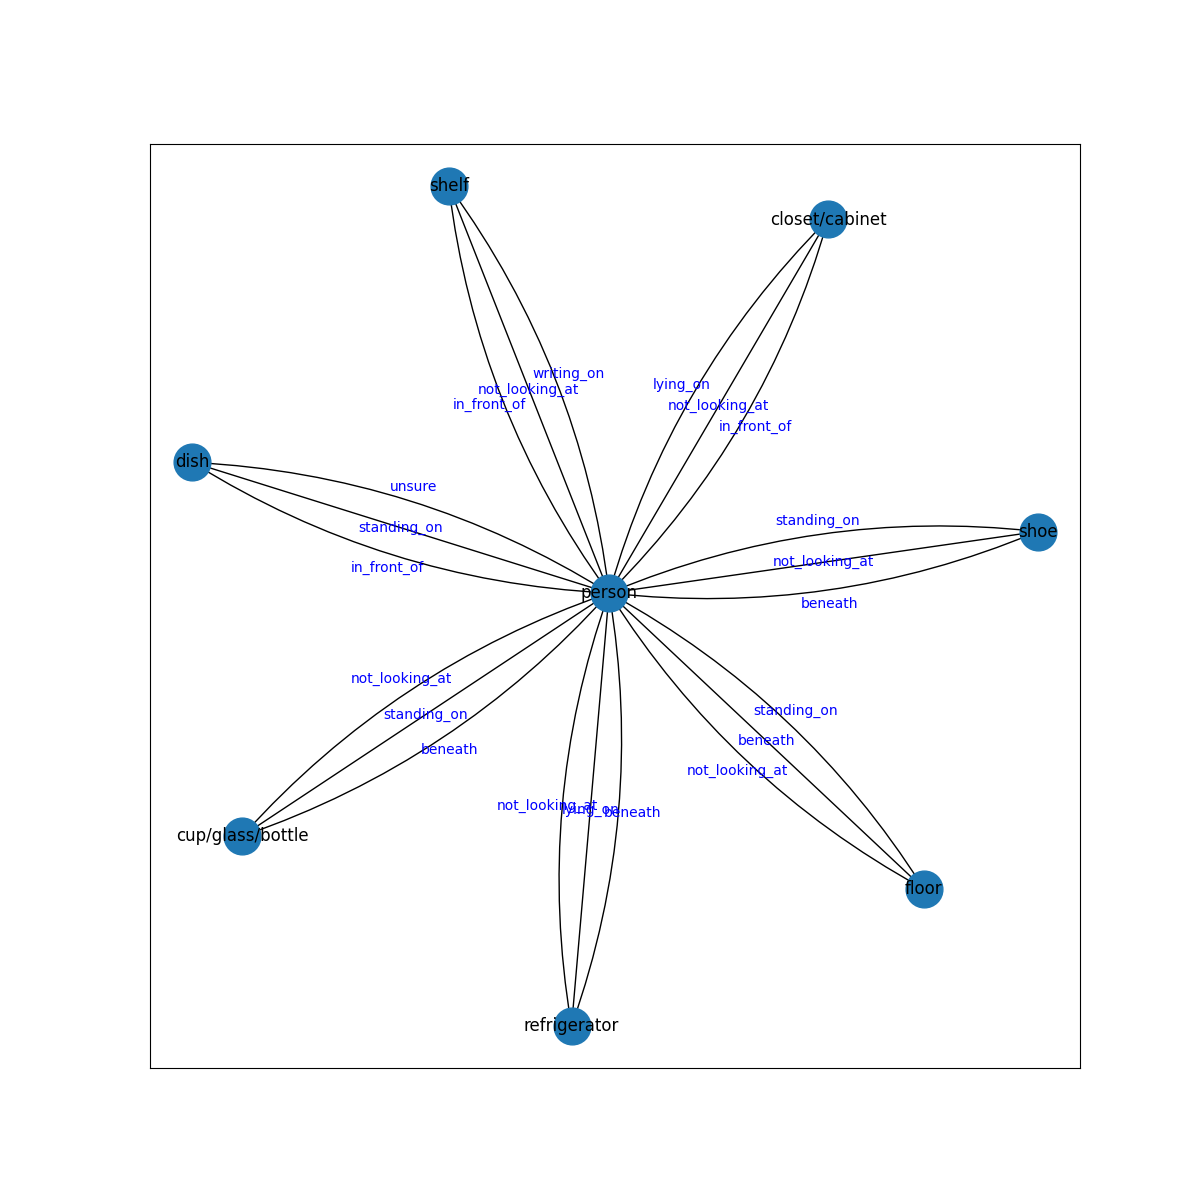 shelf
closet/cabinet
writing_on
lying_on
not_looking_at
in_front_of
not_looking_at
in_front_of
dish
unsure
standing_on
in_front_of
standing_on
shoe
not_looking_at
beneath
person
not_looking_at
standing_on
beneath
standing_on
beneath
not_looking_at
not_looking_at
lying_on
beneath
cup/glass/bottle
floor
refrigerator